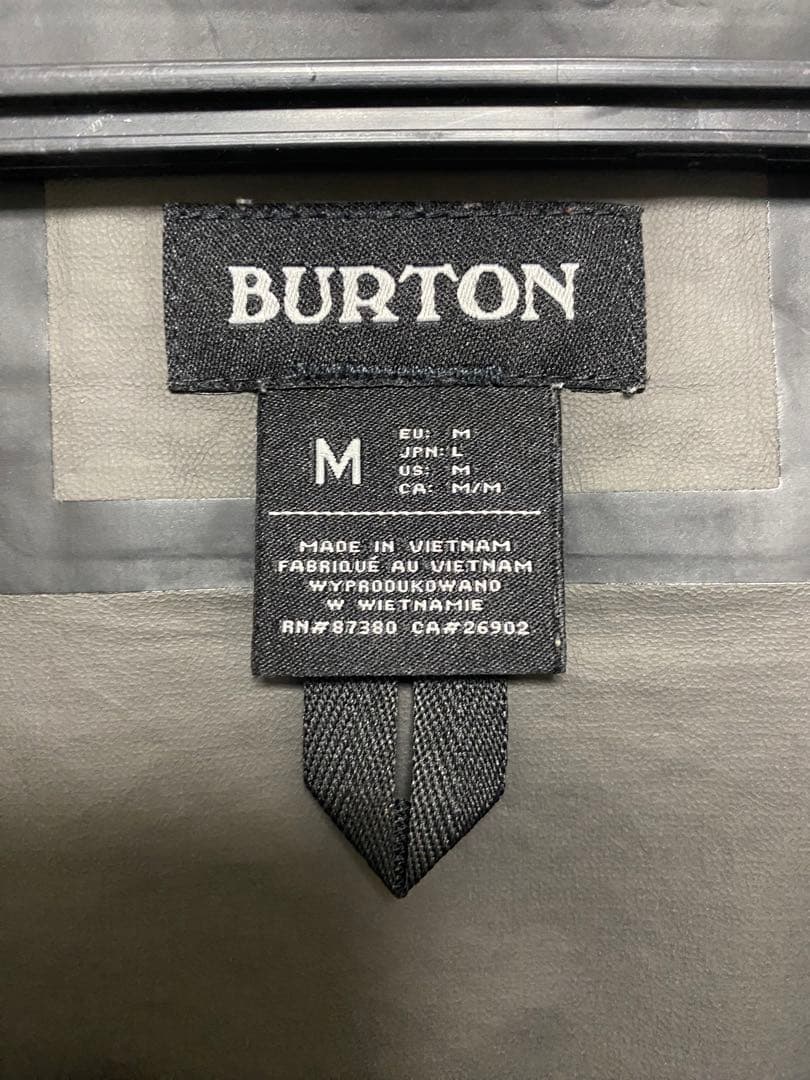 BURTON
M
EU: M
JPN: L
US: M
CA: M/M
MADE IN VIETNAM
FABRIQUÉ AU VIETNAM
WYPRODUKOWANO
W WIETNAMIE
RN#87380 CA#26902